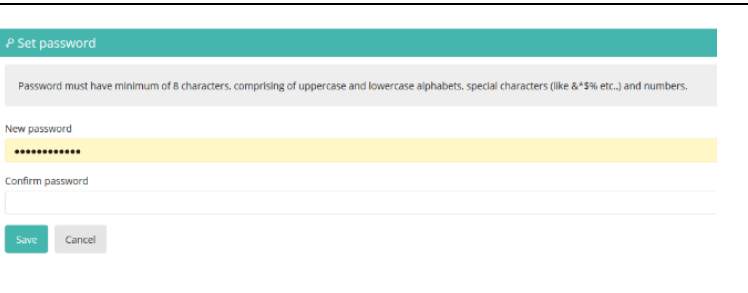 Set password
Password must have minimum of 8 characters, comprising of uppercase and lowercase alphabets, special characters (like &*$% etc.,) and numbers.
New password
••••••••••••
Confirm password
Save Cancel